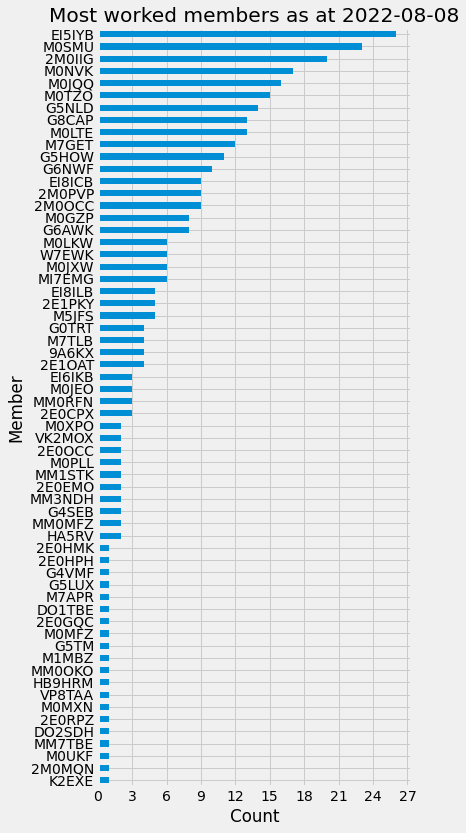 Most worked members as at 2022-08-08
EI5IYB
M0SMU
2M0IIG
M0NVK
M0JQQ
M0TZO
G5NLD
G8CAP
M0LTE
M7GET
G5HOW
G6NWF
EI8ICB
2M0PVP
2M0OCC
M0GZP
G6AWK
M0LKW
W7EWK
M0JXW
MI7EMG
EI8ILB
2E1PKY
M5JFS
G0TRT
M7TLB
9A6KX
2E1OAT
EI6IKB
M0JEO
MM0RFN
2E0CPX
M0XPO
VK2MOX
2E0OCC
M0PLL
MM1STK
2E0EMO
MM3NDH
G4SEB
MM0MFZ
HA5RV
2E0HMK
2E0HPH
G4VMF
G5LUX
M7APR
DO1TBE
2E0GQC
M0MFZ
G5TM
M1MBZ
MM0OKO
HB9HRM
VP8TAA
M0MXN
2E0RPZ
DO2SDH
MM7TBE
M0UKF
2M0MQN
K2EXE
Member
0 3 6 9 12 15 18 21 24 27
Count